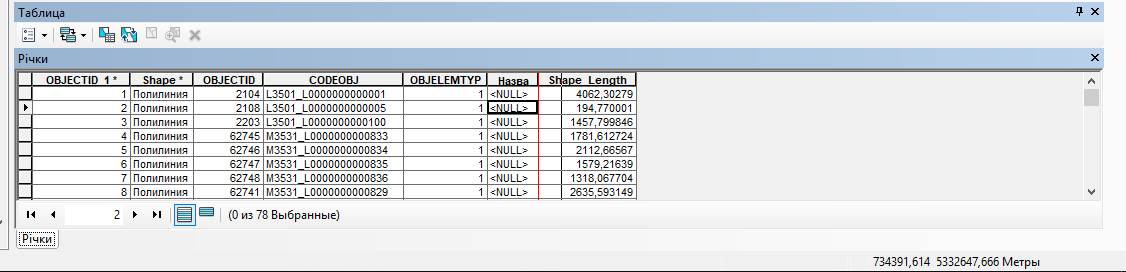 Таблица
Річки
OBJECTID_1 * Shape * OBJECTID CODEOBJ OBJELEMTYP Назва Shape_Length
1 Полилиния 2104 L3501_L0000000000001 1 <NULL> 4062,30279
2 Полилиния 2108 L3501_L0000000000005 1 <NULL> 194,770001
3 Полилиния 2203 L3501_L0000000000100 1 <NULL> 1457,799846
4 Полилиния 62745 M3531_L0000000000833 1 <NULL> 1781,612724
5 Полилиния 62746 M3531_L0000000000834 1 <NULL> 2112,66567
6 Полилиния 62747 M3531_L0000000000835 1 <NULL> 1579,21639
7 Полилиния 62748 M3531_L0000000000836 1 <NULL> 1318,067704
8 Полилиния 62741 M3531_L0000000000829 1 <NULL> 2635,593149
2 (0 из 78 Выбранные)
Річки
734391,614 5332647,666 Метры